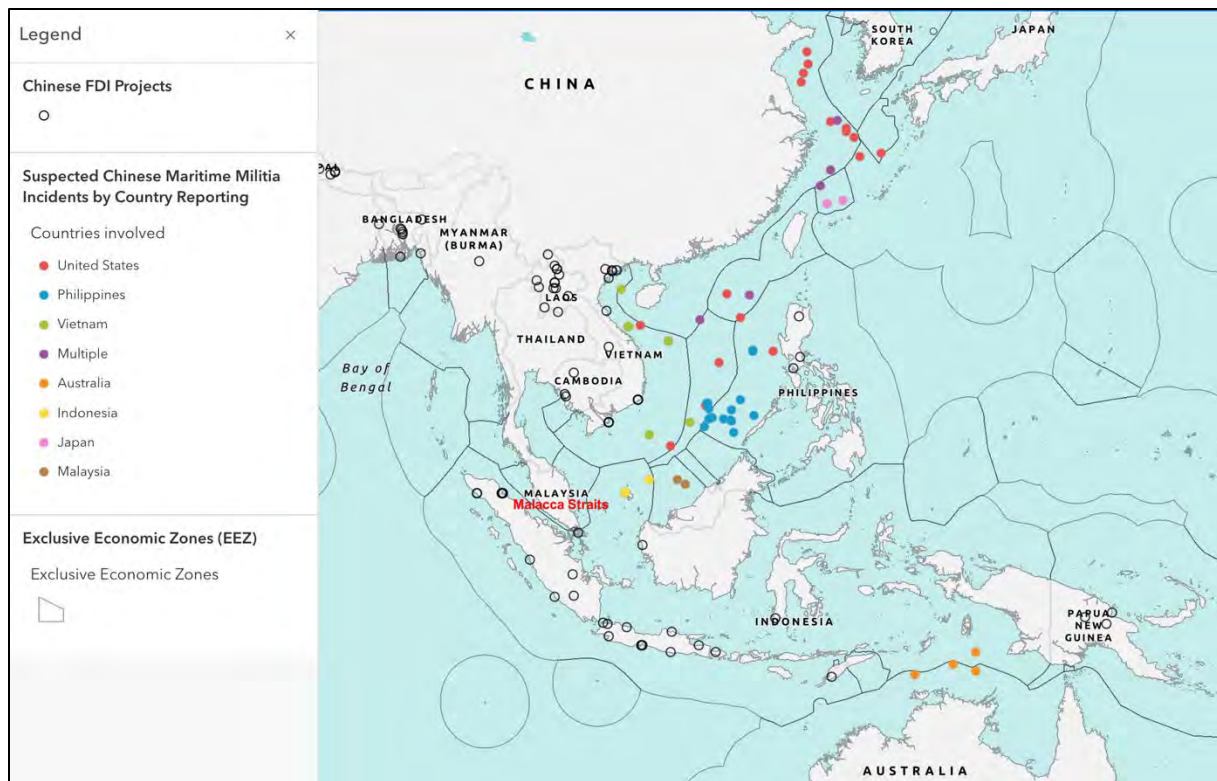 Legend
×
Chinese FDI Projects
Suspected Chinese Maritime Militia
Incidents by Country Reporting
Countries involved
United States
Philippines
Vietnam
Multiple
Australia
Indonesia
Japan
Malaysia
Exclusive Economic Zones (EEZ)
Exclusive Economic Zones
SOUTH
KOREA
JAPAN
CHINA
PAL
BANGLADESH
MYANMAR
(BURMA)
LAOS
THAILAND
VIETNAM
Bay of
Bengal
CAMBODIA
PHILIPPINES
MALAYSIA
Malacca Straits
INDONESIA
PAPUA
NEW
GUINEA
AUSTRALIA